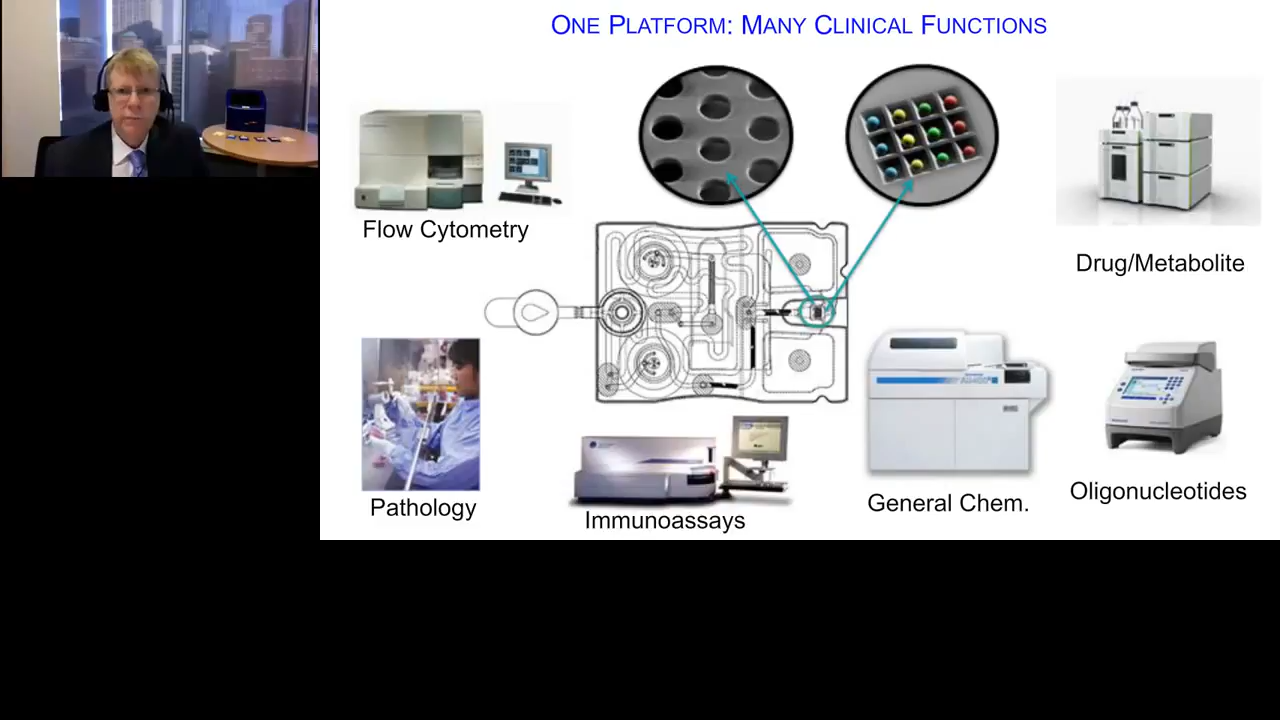 ONE PLATFORM: MANY CLINICAL FUNCTIONS
Flow Cytometry
Drug/Metabolite
Pathology
Immunoassays
General Chem.
Oligonucleotides